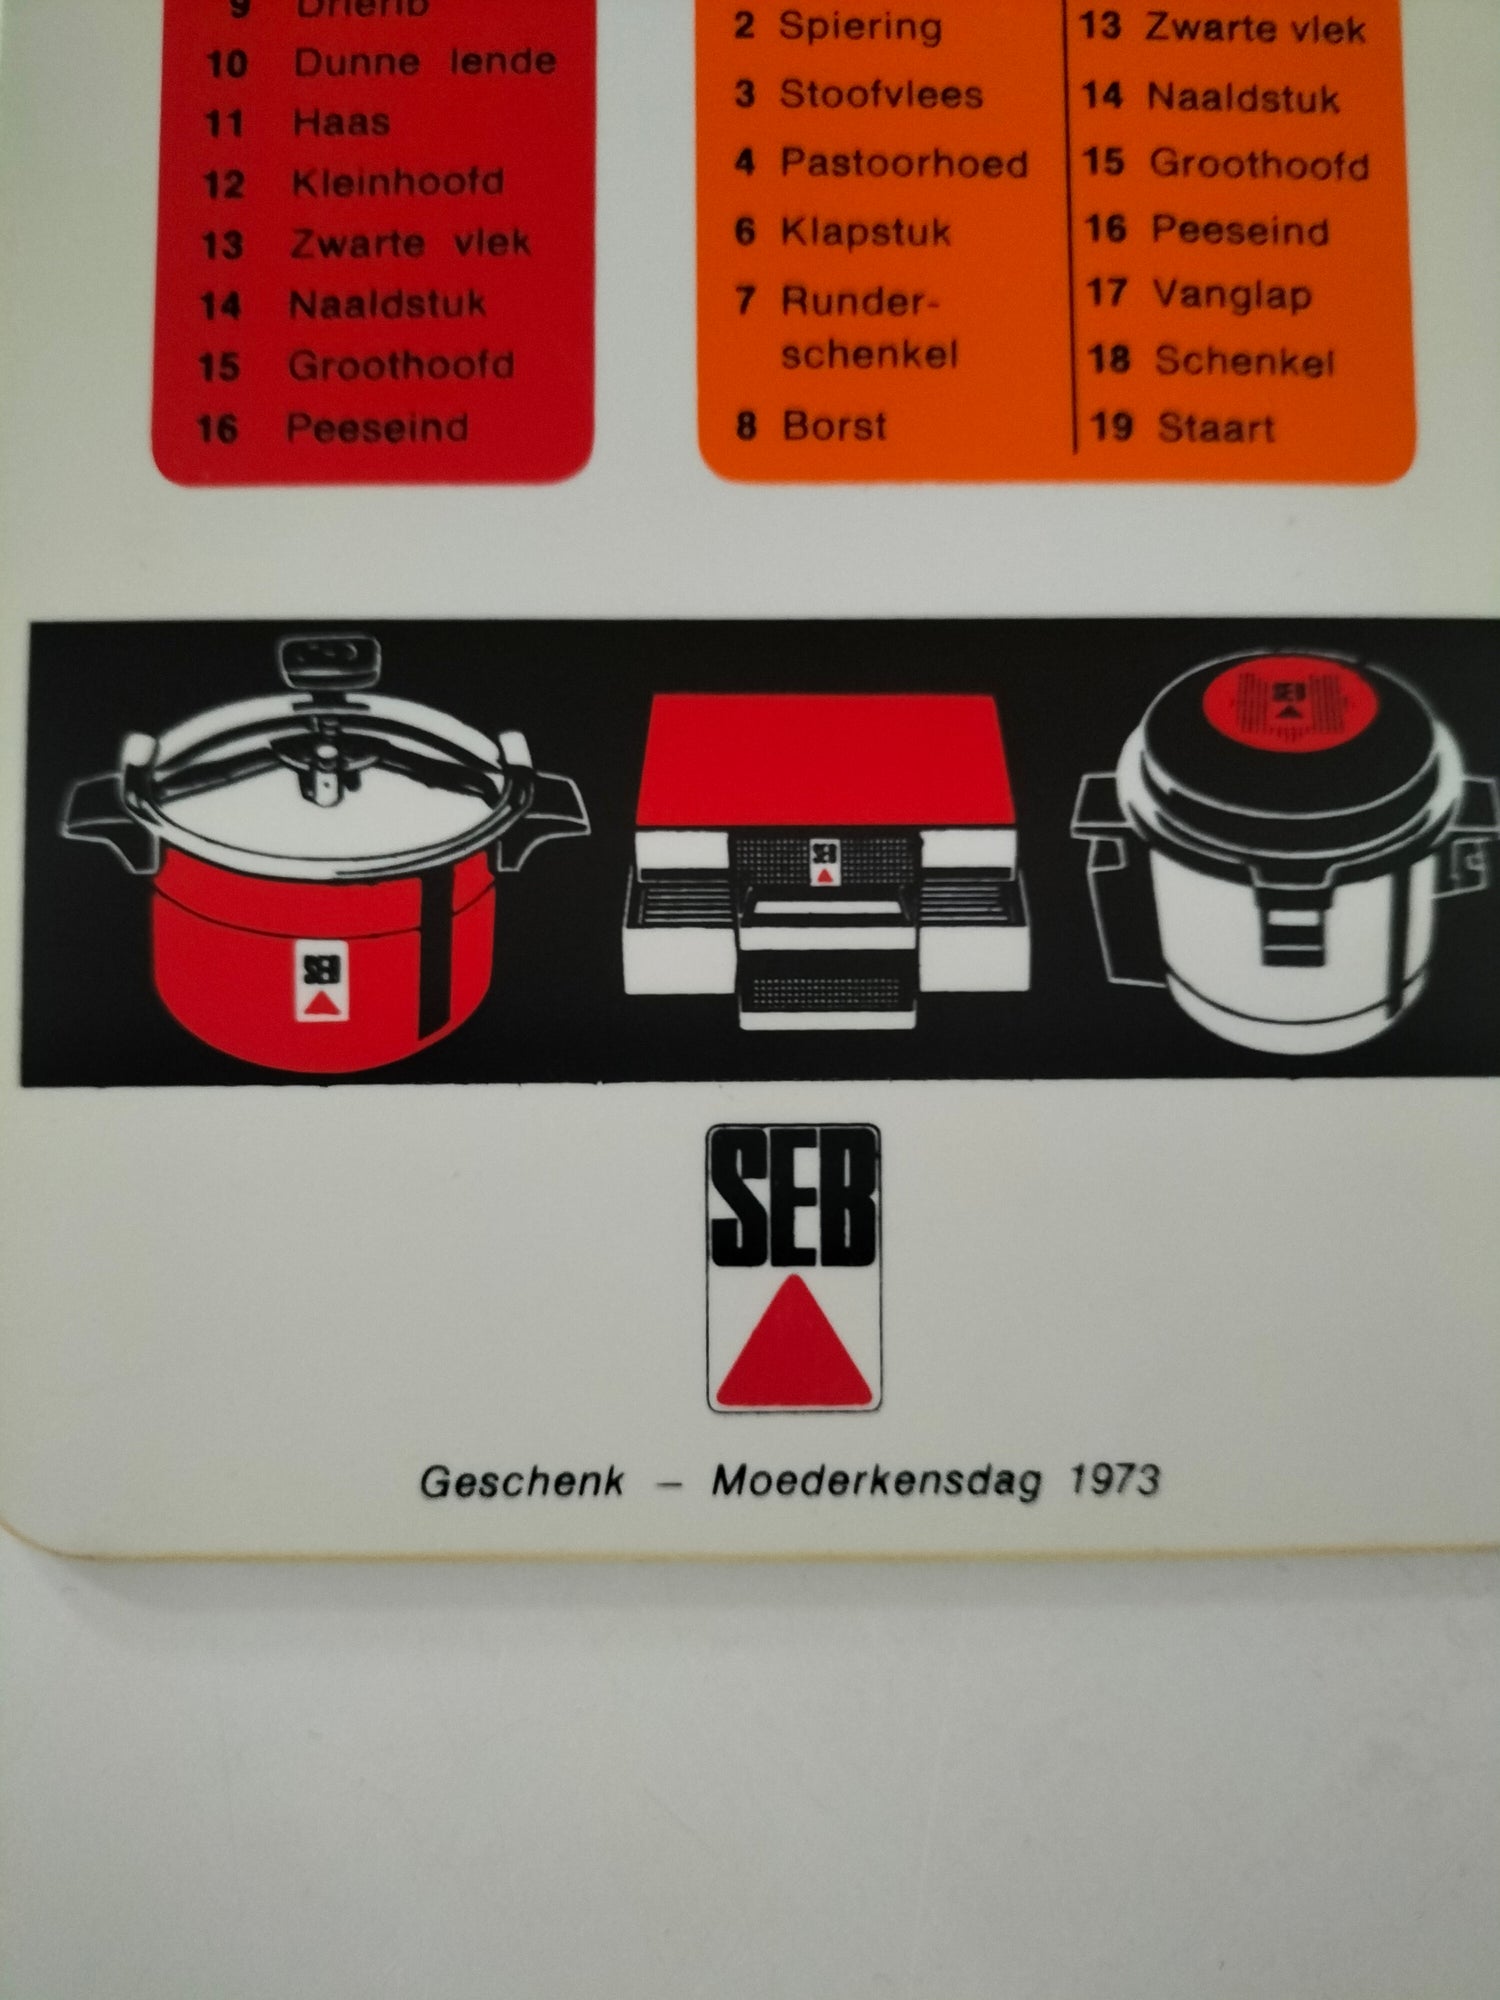 9 Drierib
10 Dunne lende
11 Haas
12 Kleinhoofd
13 Zwarte vlek
14 Naaldstuk
15 Groothoofd
16 Peeseind
2 Spiering
3 Stoofvlees
4 Pastoorhoed
6 Klapstuk
7 Runder-
schenkel
8 Borst
13 Zwarte vlek
14 Naaldstuk
15 Groothoofd
16 Peeseind
17 Vanglap
18 Schenkel
19 Staart
SEB
SEB
SEB
SEB
Geschenk – Moederkensdag 1973